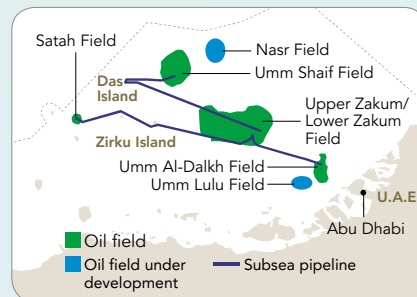 Satah Field
Nasr Field
Umm Shaif Field
Das
Island
Upper Zakum/
Lower Zakum
Field
Zirku Island
Umm Al-Dalkh Field
Umm Lulu Field
U.A.E
Abu Dhabi
Oil field
Oil field under
development
Subsea pipeline